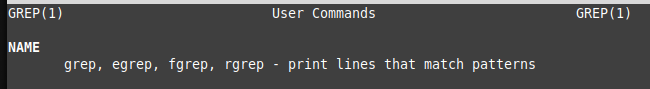 GREP(1) User Commands GREP(1)
NAME
grep, egrep, fgrep, rgrep - print lines that match patterns